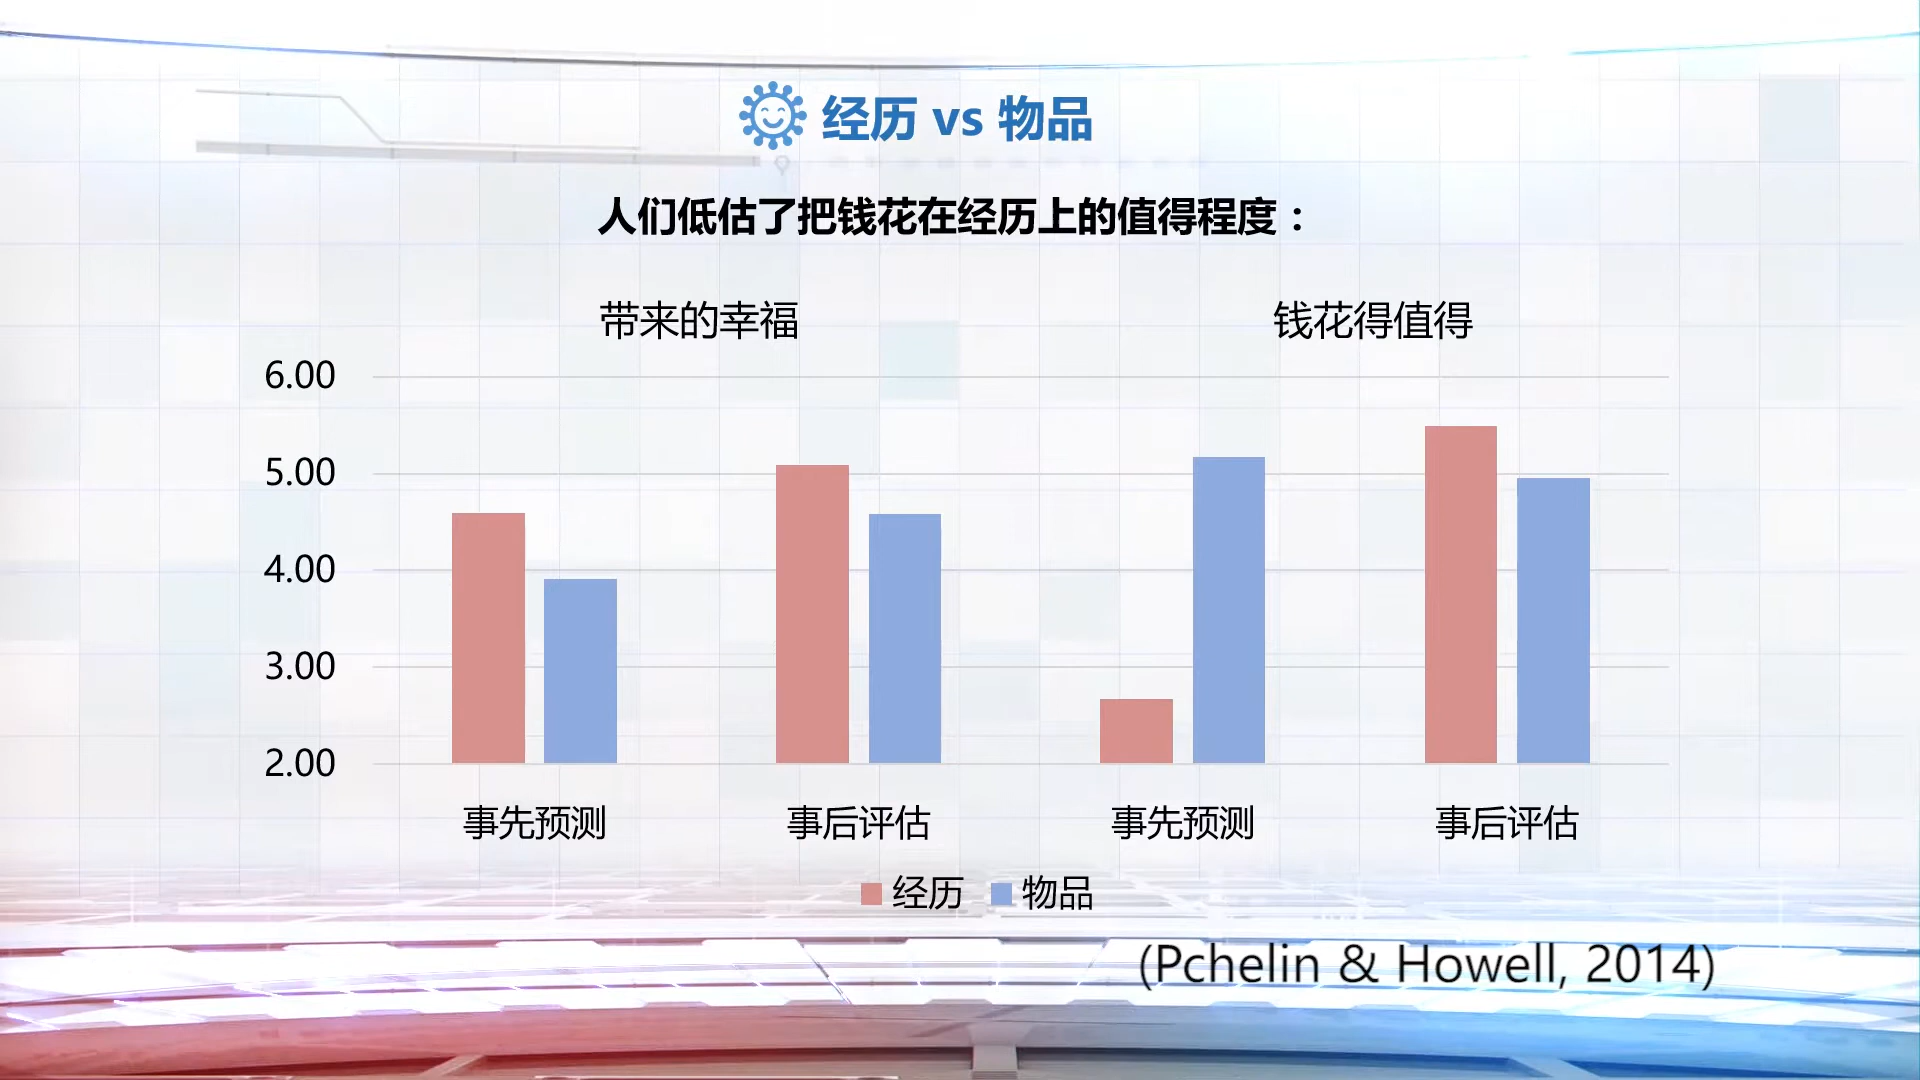 经历 vs 物品
人们低估了把钱花在经历上的值得程度：
带来的幸福 钱花得值得
6.00
5.00
4.00
3.00
2.00
事先预测 事后评估 事先预测 事后评估
经历 物品
(Pchelin & Howell, 2014)